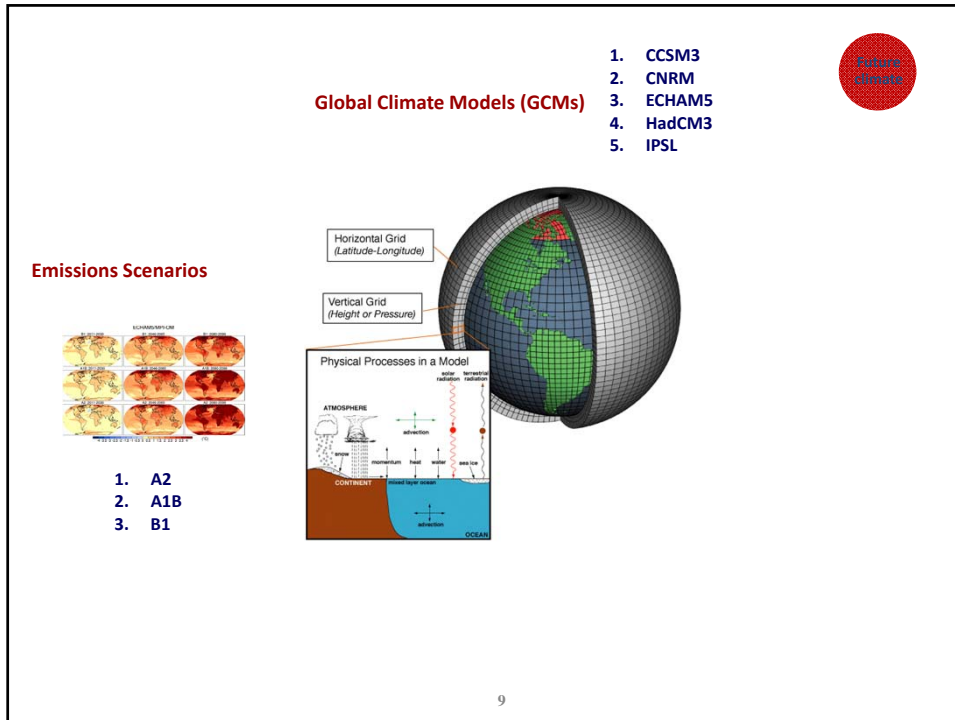 1. CCSM3
2. CNRM
3. ECHAM5
4. HadCM3
5. IPSL
Future
climate
Global Climate Models (GCMs)
Horizontal Grid
(Latitude-Longitude)
Emissions Scenarios
Vertical Grid
(Height or Pressure)
ECHAM5/MPI-OM
Physical Processes in a Model
solar
radiation
terrestrial
radiation
ATMOSPHERE
advection
snow
momentum
heat
water
sea ice
CONTINENT
mixed layer ocean
advection
OCEAN
1. A2
2. A1B
3. B1
9